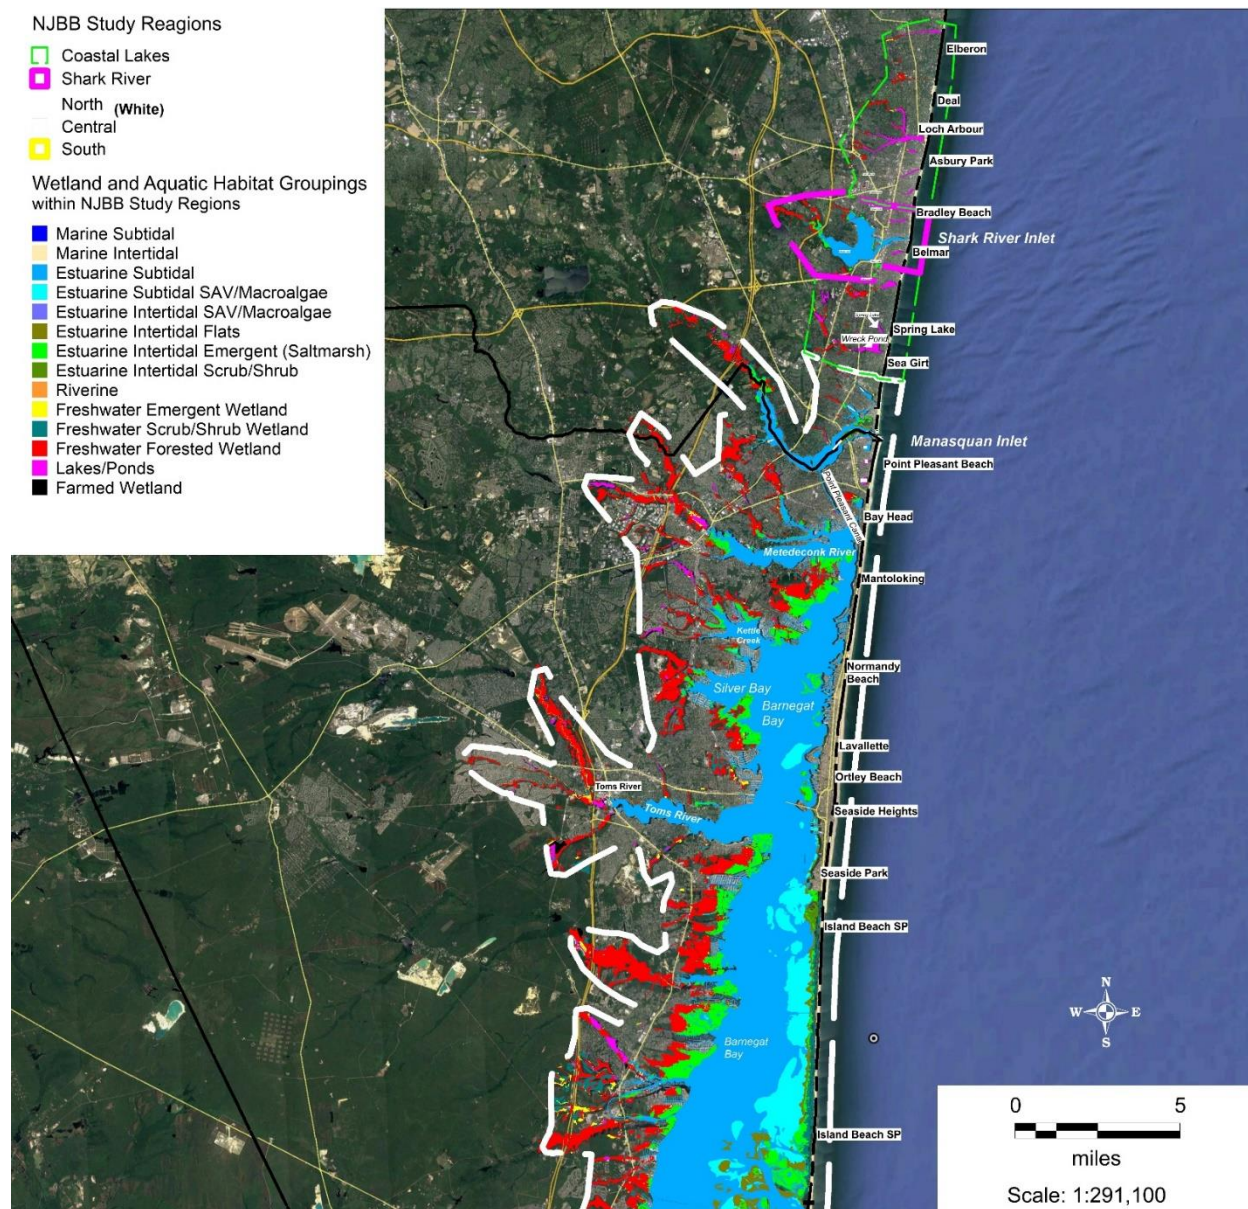 NJBB Study Reagions
Coastal Lakes
Shark River
North (White)
Central
South
Wetland and Aquatic Habitat Groupings
within NJBB Study Regions
Marine Subtidal
Marine Intertidal
Estuarine Subtidal
Estuarine Subtidal SAV/Macroalgae
Estuarine Intertidal SAV/Macroalgae
Estuarine Intertidal Flats
Estuarine Intertidal Emergent (Saltmarsh)
Estuarine Intertidal Scrub/Shrub
Riverine
Freshwater Emergent Wetland
Freshwater Scrub/Shrub Wetland
Freshwater Forested Wetland
Lakes/Ponds
Farmed Wetland
Elberon
Deal
Loch Arbour
Asbury Park
Bradley Beach
Shark River Inlet
Belmar
Spring Lake
Wreck Pond
Sea Girt
Manasquan Inlet
Point Pleasant Beach
Point Pleasant Canal
Bay Head
Metedeconk River
Mantoloking
Kettle
Creek
Normandy
Beach
Silver Bay
Barnegat
Bay
Lavallette
Ortley Beach
Toms River
Toms River
Seaside Heights
Seaside Park
Island Beach SP
Barnegat
Bay
Island Beach SP
N
W E
S
0 5
miles
Scale: 1:291,100